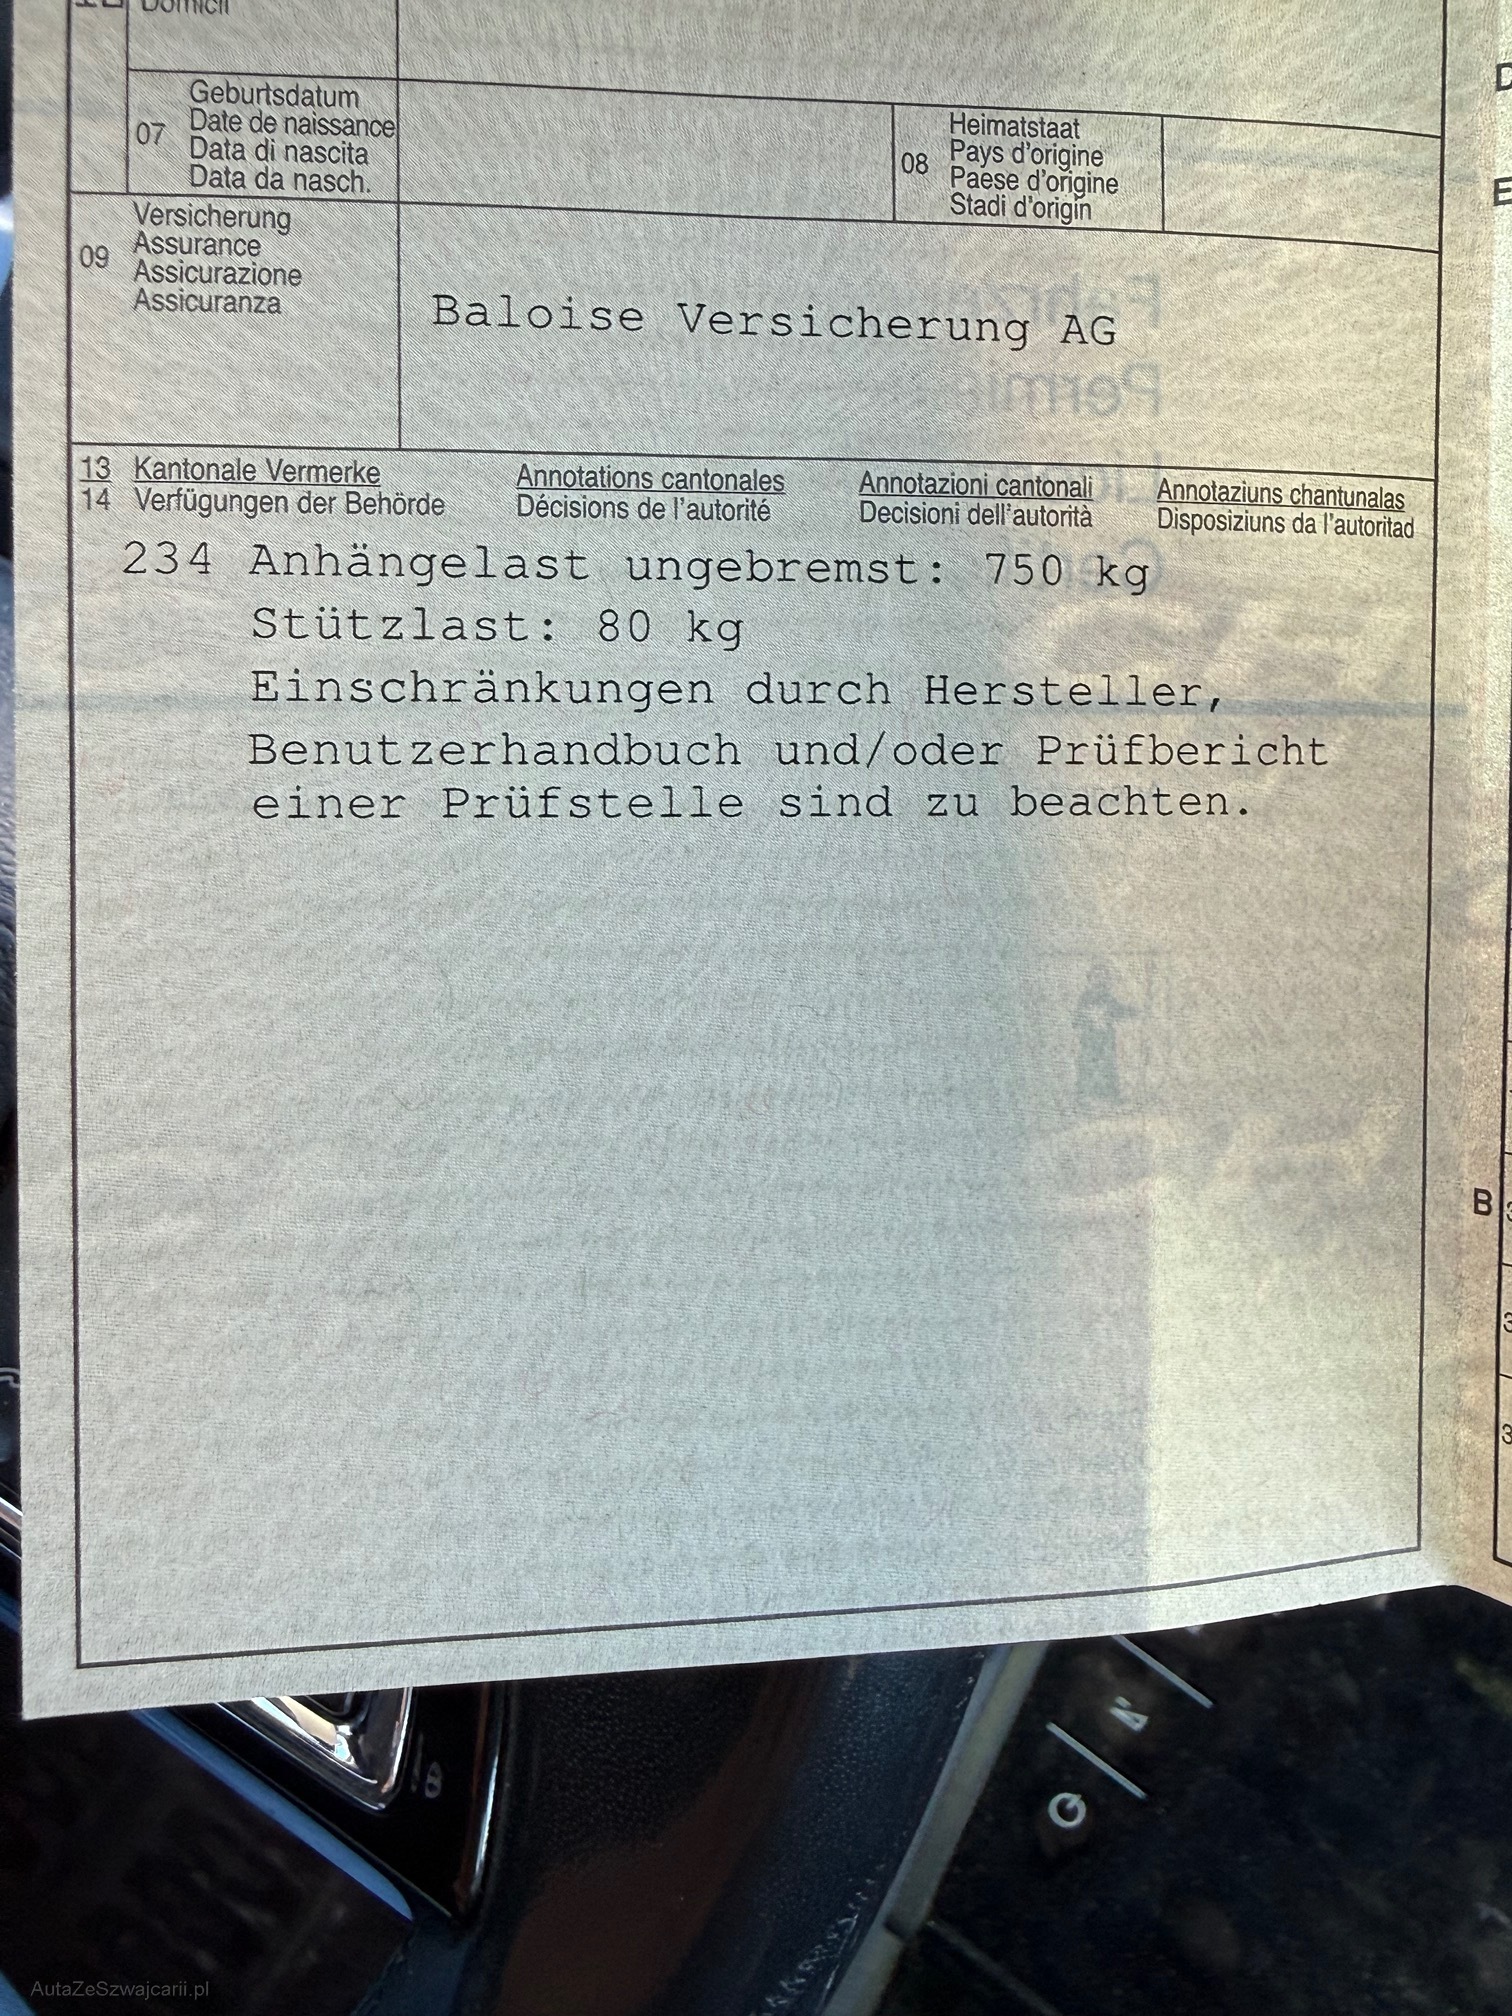 Domicil
Geburtsdatum
07 Date de naissance
Data di nascita
Data da nasch.
Heimatstaat
08 Pays d'origine
Paese d'origine
Stadi d'origin
Versicherung
09 Assurance
Assicurazione
Assicuranza
Baloise Versicherung AG
13 Kantonale Vermerke Annotations cantonales Annotazioni cantonali Annotaziuns chantunalas
14 Verfügungen der Behörde Décisions de l'autorité Decisioni dell'autorità Disposiziuns da l'autoritad
234 Anhängelast ungebremst: 750 kg
Stützlast: 80 kg
Einschränkungen durch Hersteller,
Benutzerhandbuch und/oder Prüfbericht
einer Prüfstelle sind zu beachten.
B
AutaZeSzwajcarii.pl